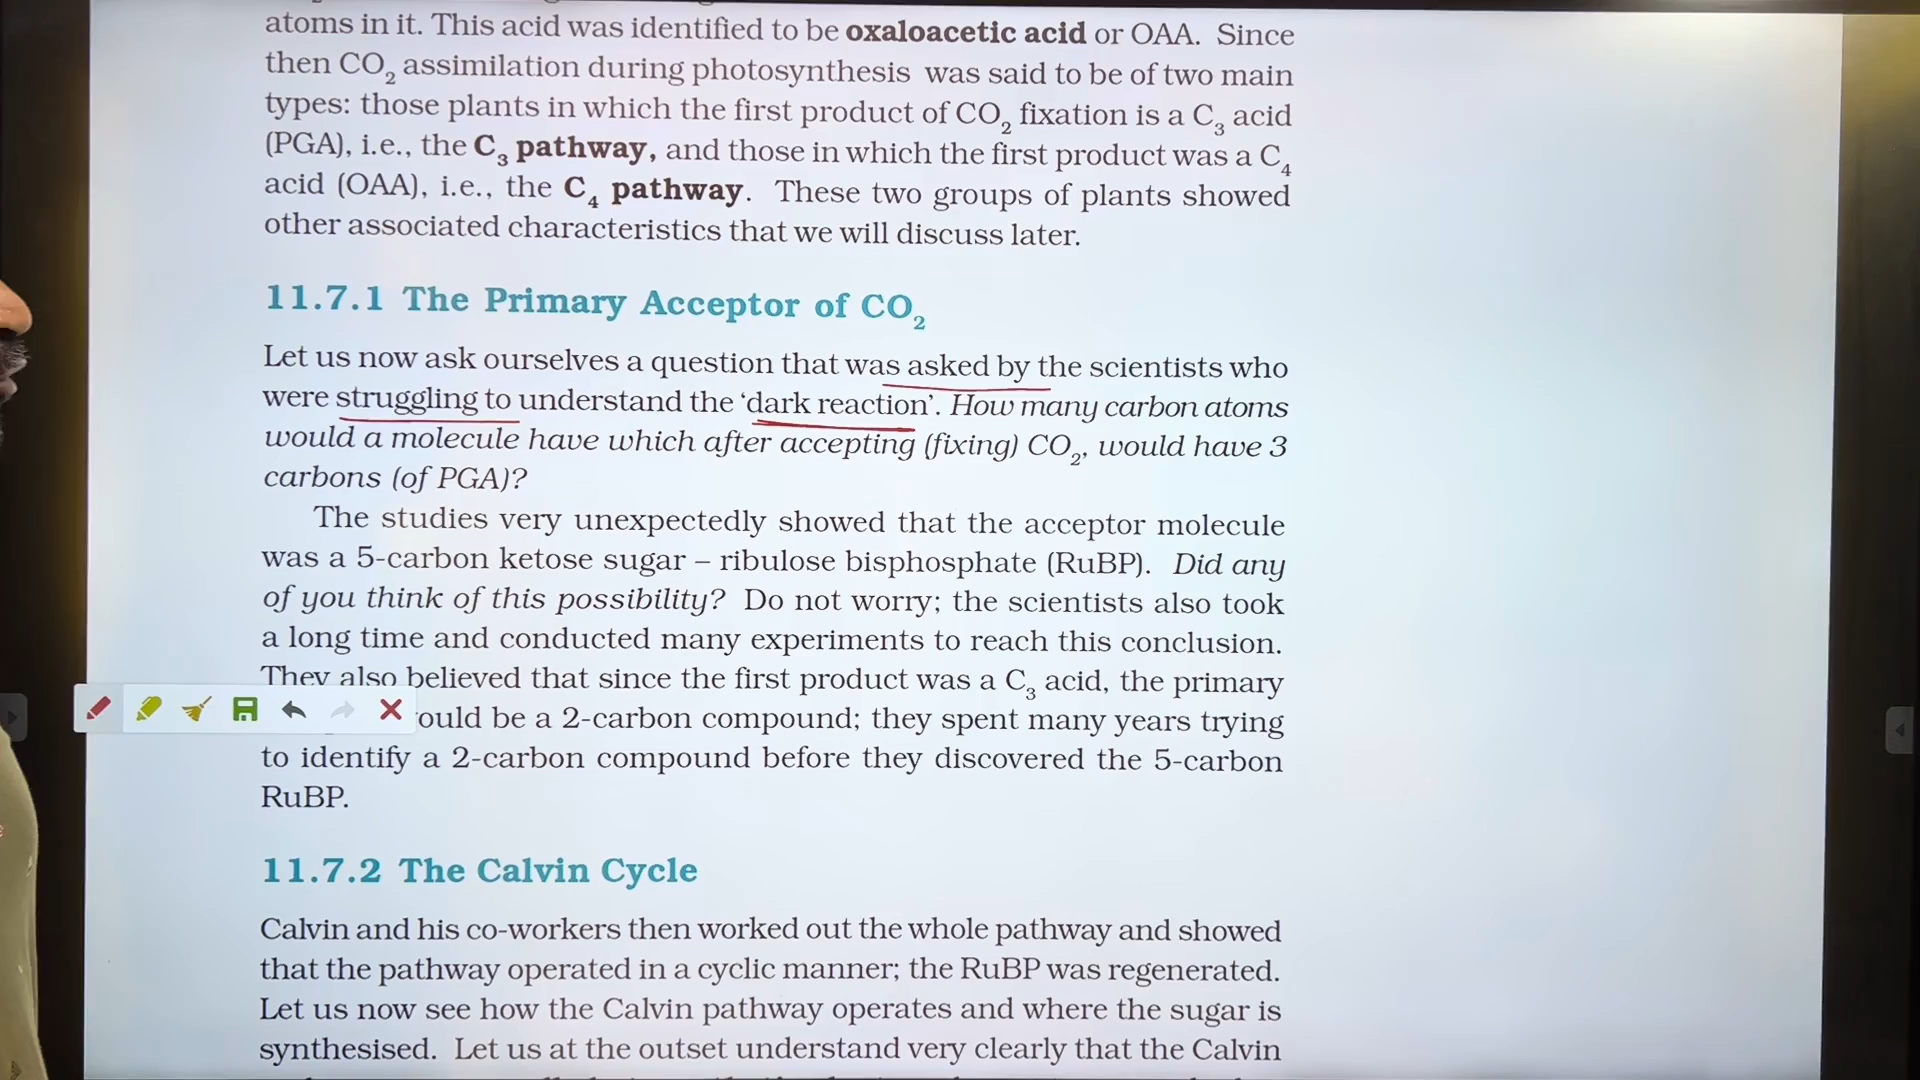 atoms in it. This acid was identified to be oxaloacetic acid or OAA. Since
then CO₂ assimilation during photosynthesis was said to be of two main
types: those plants in which the first product of CO₂ fixation is a C₃ acid
(PGA), i.e., the C₃ pathway, and those in which the first product was a C₄
acid (OAA), i.e., the C₄ pathway. These two groups of plants showed
other associated characteristics that we will discuss later.
11.7.1 The Primary Acceptor of CO₂
Let us now ask ourselves a question that was asked by the scientists who
were struggling to understand the ‘dark reaction’. How many carbon atoms
would a molecule have which after accepting (fixing) CO₂, would have 3
carbons (of PGA)?
The studies very unexpectedly showed that the acceptor molecule
was a 5-carbon ketose sugar – ribulose bisphosphate (RuBP). Did any
of you think of this possibility? Do not worry; the scientists also took
a long time and conducted many experiments to reach this conclusion.
They also believed that since the first product was a C₃ acid, the primary
ould be a 2-carbon compound; they spent many years trying
to identify a 2-carbon compound before they discovered the 5-carbon
RuBP.
11.7.2 The Calvin Cycle
Calvin and his co-workers then worked out the whole pathway and showed
that the pathway operated in a cyclic manner; the RuBP was regenerated.
Let us now see how the Calvin pathway operates and where the sugar is
synthesised. Let us at the outset understand very clearly that the Calvin